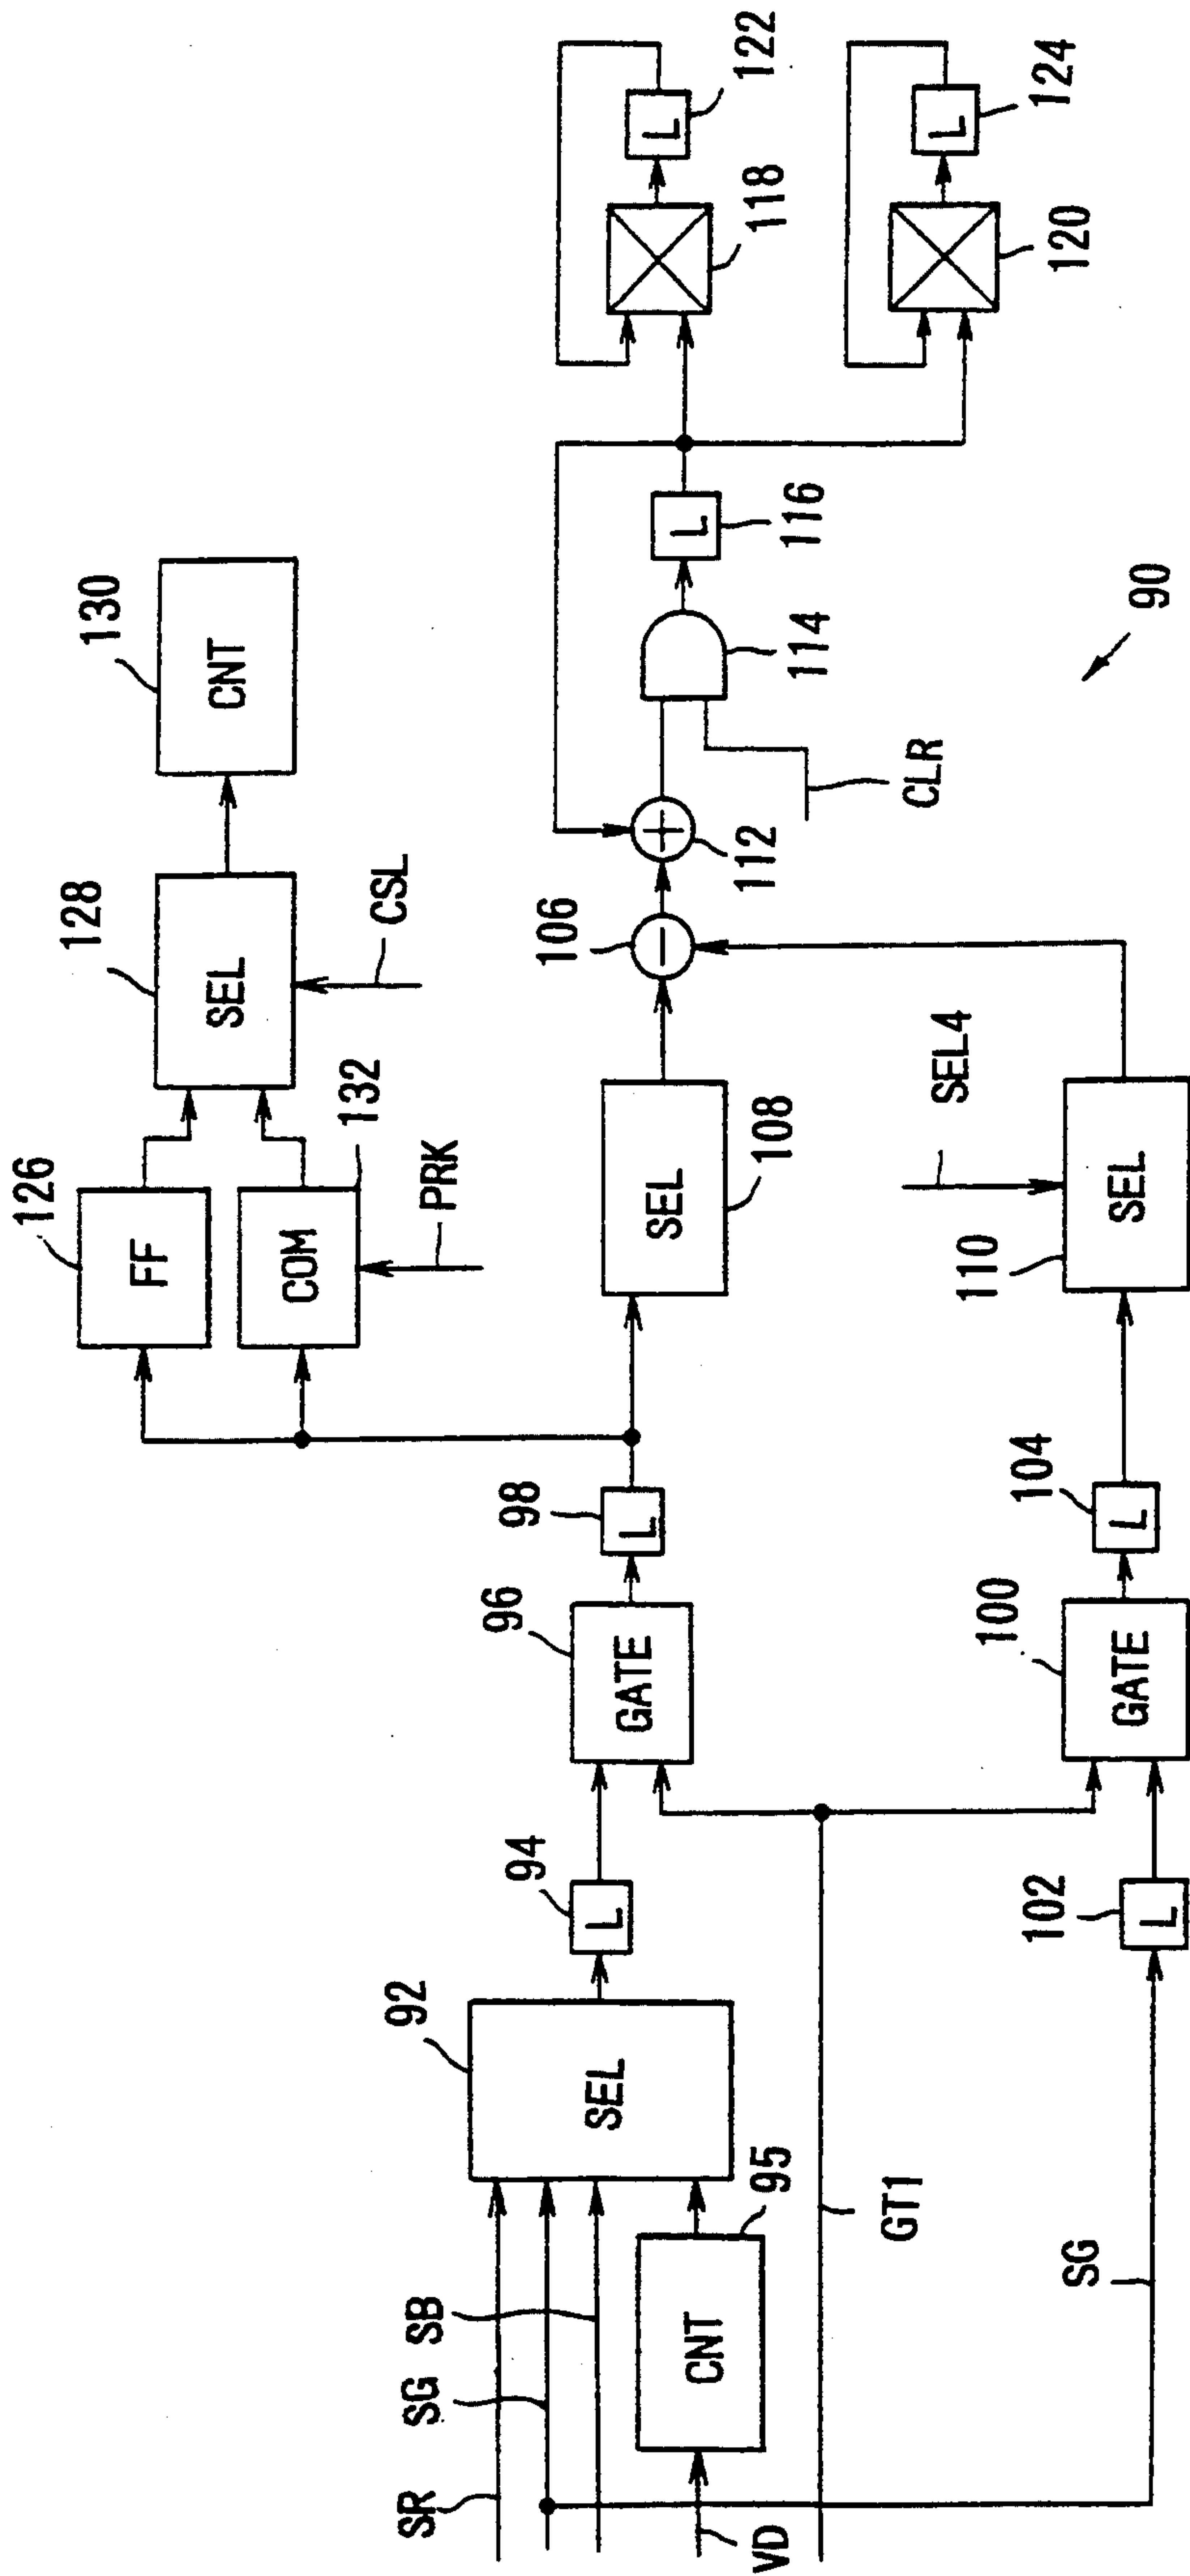 130
CNT
128
SEL
CSL
126
FF
132
COM
PRK
122
L
118
124
L
120
116
L
114
CLR
112
106
90
108
SEL
SEL4
110
SEL
98
L
104
L
96
GATE
100
GATE
94
L
102
L
92
SEL
95
CNT
SR
SG
SB
VD
GT1
SG